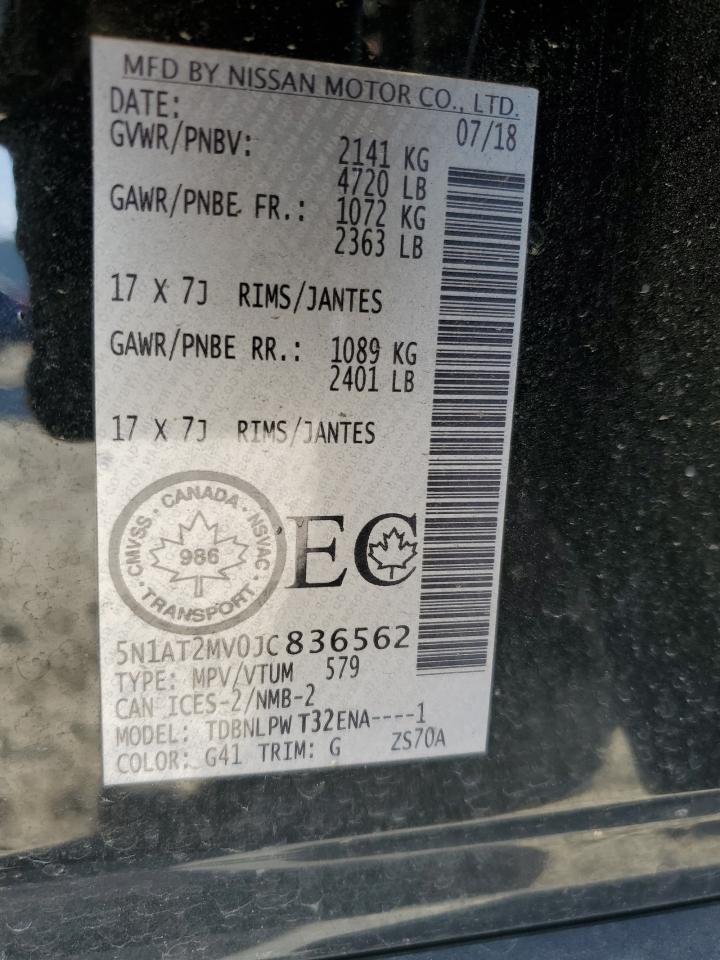 MFD BY NISSAN MOTOR CO., LTD.
DATE: 07/18
GVWR/PNBV: 2141 KG
4720 LB
GAWR/PNBE FR.: 1072 KG
2363 LB
17 X 7J RIMS/JANTES
GAWR/PNBE RR.: 1089 KG
2401 LB
17 X 7J RIMS/JANTES
CMVSS · CANADA · NSVAC
986
TRANSPORT
EC
5N1AT2MV0JC836562
TYPE: MPV/VTUM 579
CAN ICES-2/NMB-2
MODEL: TDBNLPW T32ENA----1
COLOR: G41 TRIM: G ZS70A